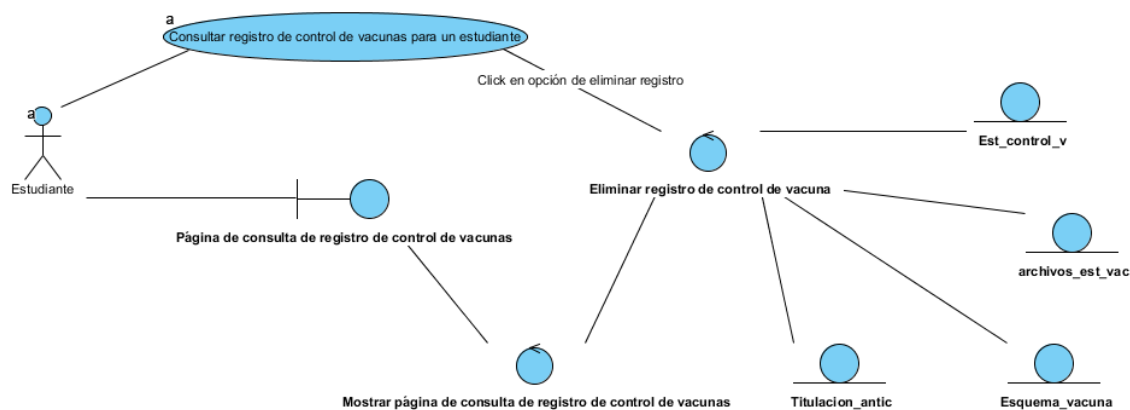 a
Consultar registro de control de vacunas para un estudiante
Click en opción de eliminar registro
a
Estudiante
Est_control_v
Eliminar registro de control de vacuna
Página de consulta de registro de control de vacunas
archivos_est_vac
Mostrar página de consulta de registro de control de vacunas
Titulacion_antic
Esquema_vacuna